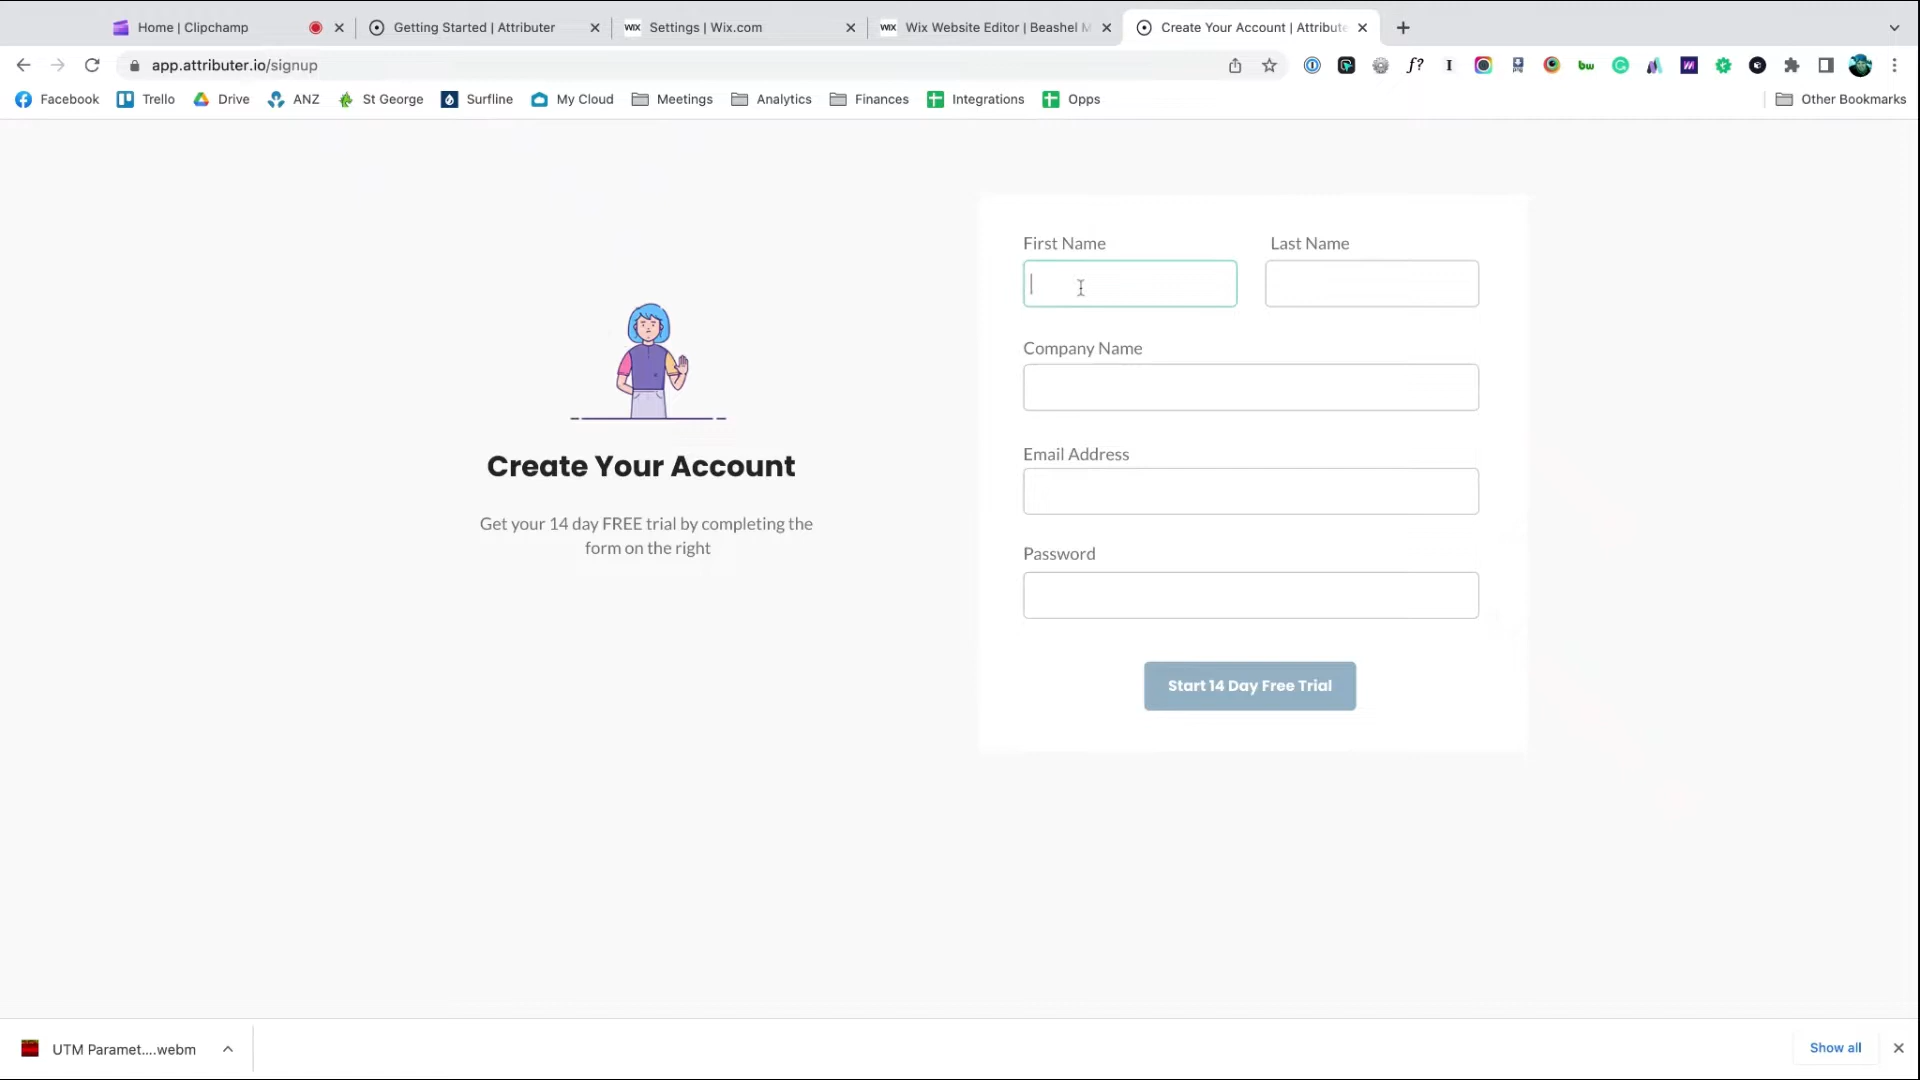 Home | Clipchamp
Getting Started | Attributer
WIX Settings | Wix.com
WIX Wix Website Editor | Beashel M
Create Your Account | Attribute
app.attributer.io/signup
f?
I
bw
Facebook
Trello
Drive
ANZ
St George
Surfline
My Cloud
Meetings
Analytics
Finances
Integrations
Opps
Other Bookmarks
First Name
Last Name
Company Name
Email Address
Password
Start 14 Day Free Trial
Create Your Account
Get your 14 day FREE trial by completing the
form on the right
UTM Paramet....webm
Show all